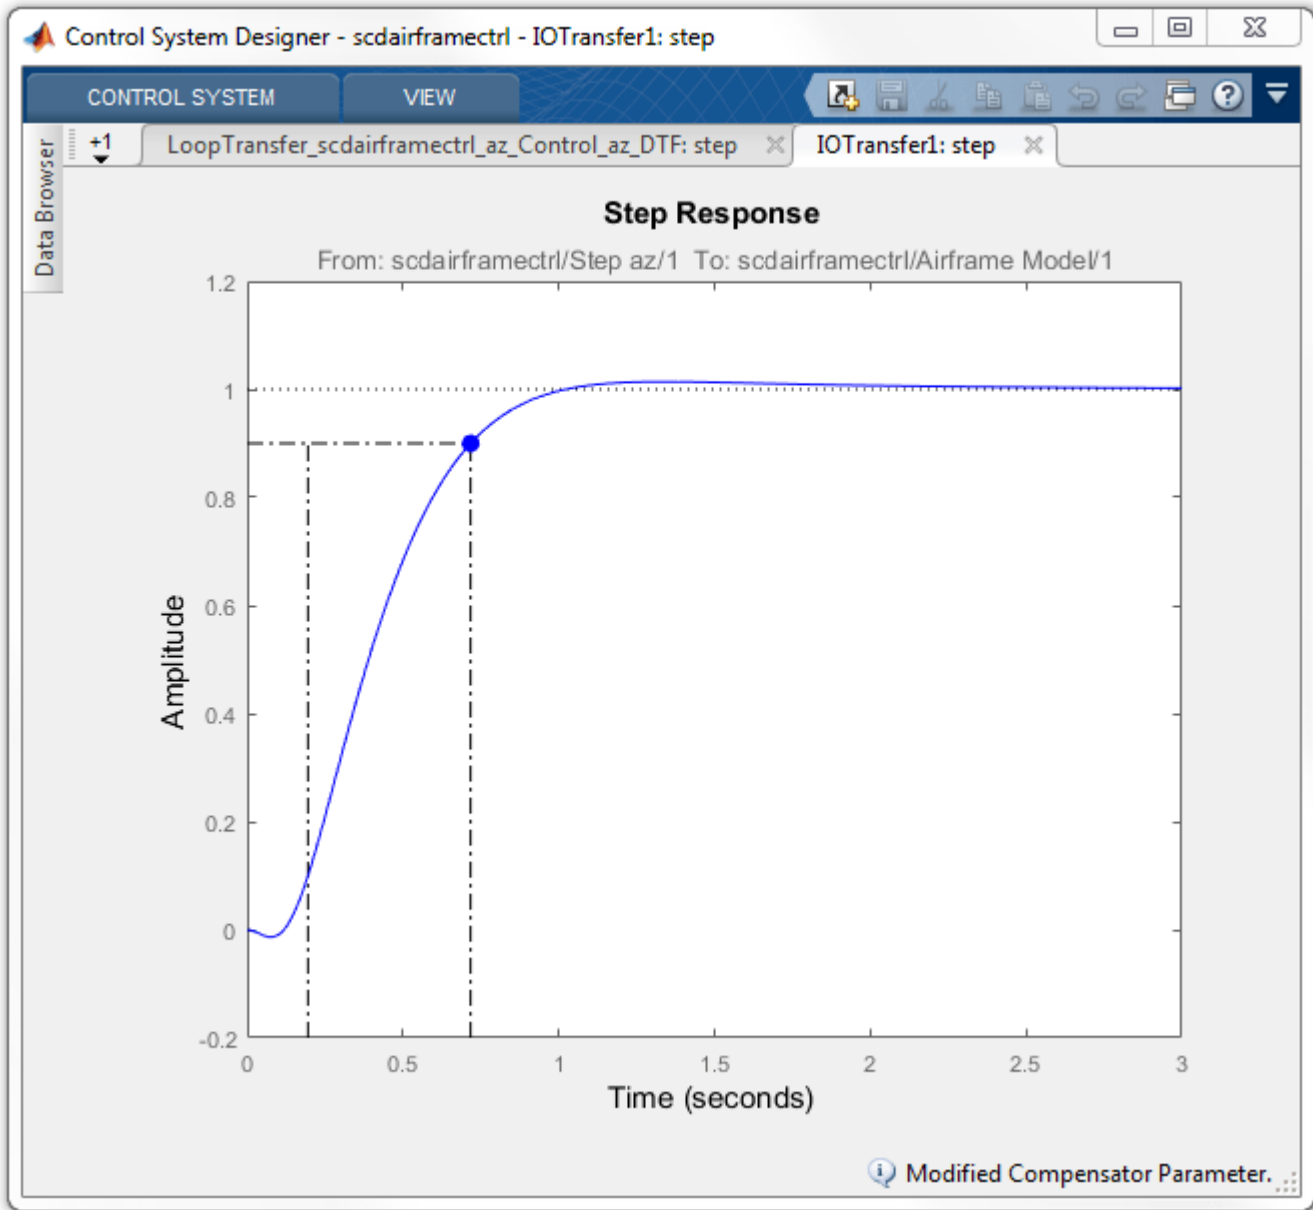 Control System Designer - scdairframectrl - IOTransfer1: step
CONTROL SYSTEM VIEW
Data Browser
+1 LoopTransfer_scdairframectrl_az_Control_az_DTF: step IOTransfer1: step
Step Response
From: scdairframectrl/Step az/1 To: scdairframectrl/Airframe Model/1
Amplitude
1.2
1
0.8
0.6
0.4
0.2
0
-0.2
0 0.5 1 1.5 2 2.5 3
Time (seconds)
Modified Compensator Parameter.